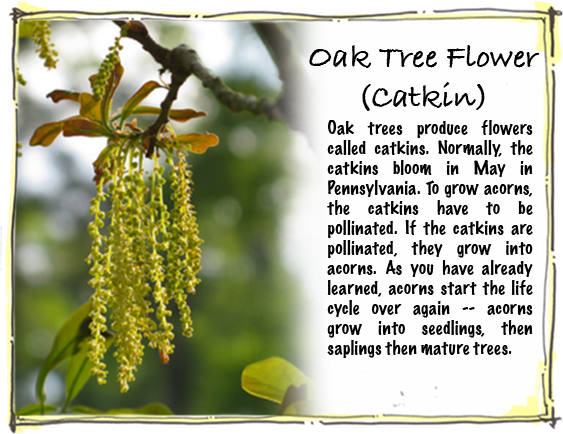 Oak Tree Flower
(Catkin)
Oak trees produce flowers
called catkins. Normally, the
catkins bloom in May in
Pennsylvania. To grow acorns,
the catkins have to be
pollinated. If the catkins are
pollinated, they grow into
acorns. As you have already
learned, acorns start the life
cycle over again -- acorns
grow into seedlings, then
saplings then mature trees.